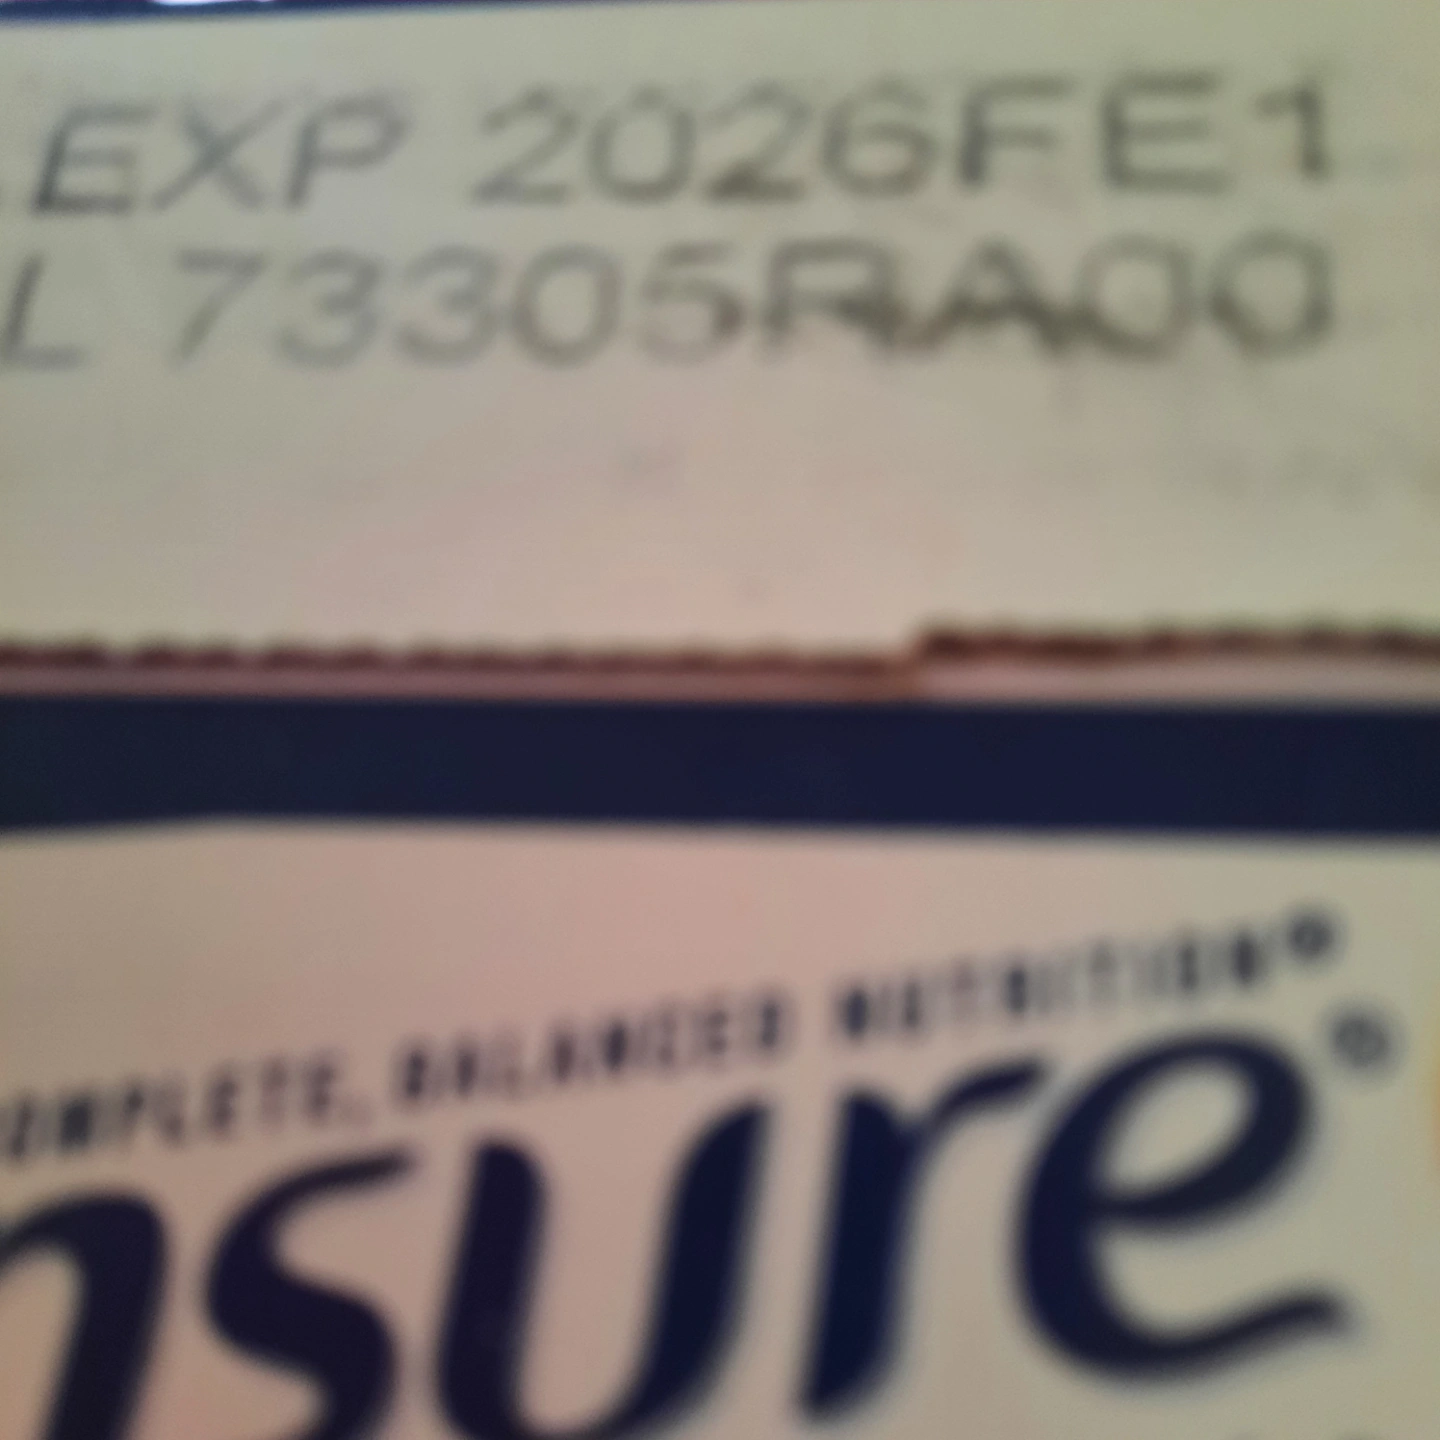 EXP 2026FE1
L 73305RA00
COMPLETE, BALANCED NUTRITION®
nsure®